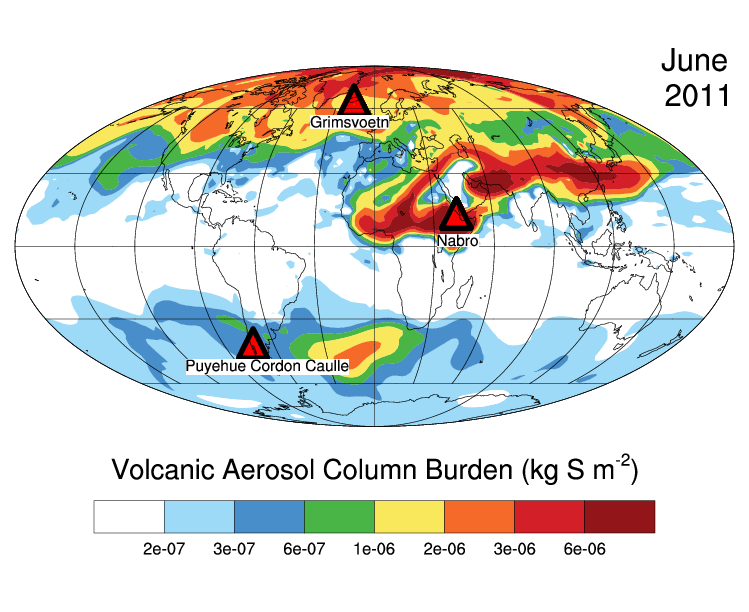 June
2011
Grimsvoetn
Nabro
Puyehue Cordon Caulle
Volcanic Aerosol Column Burden (kg S m-2)
2e-07 3e-07 6e-07 1e-06 2e-06 3e-06 6e-06